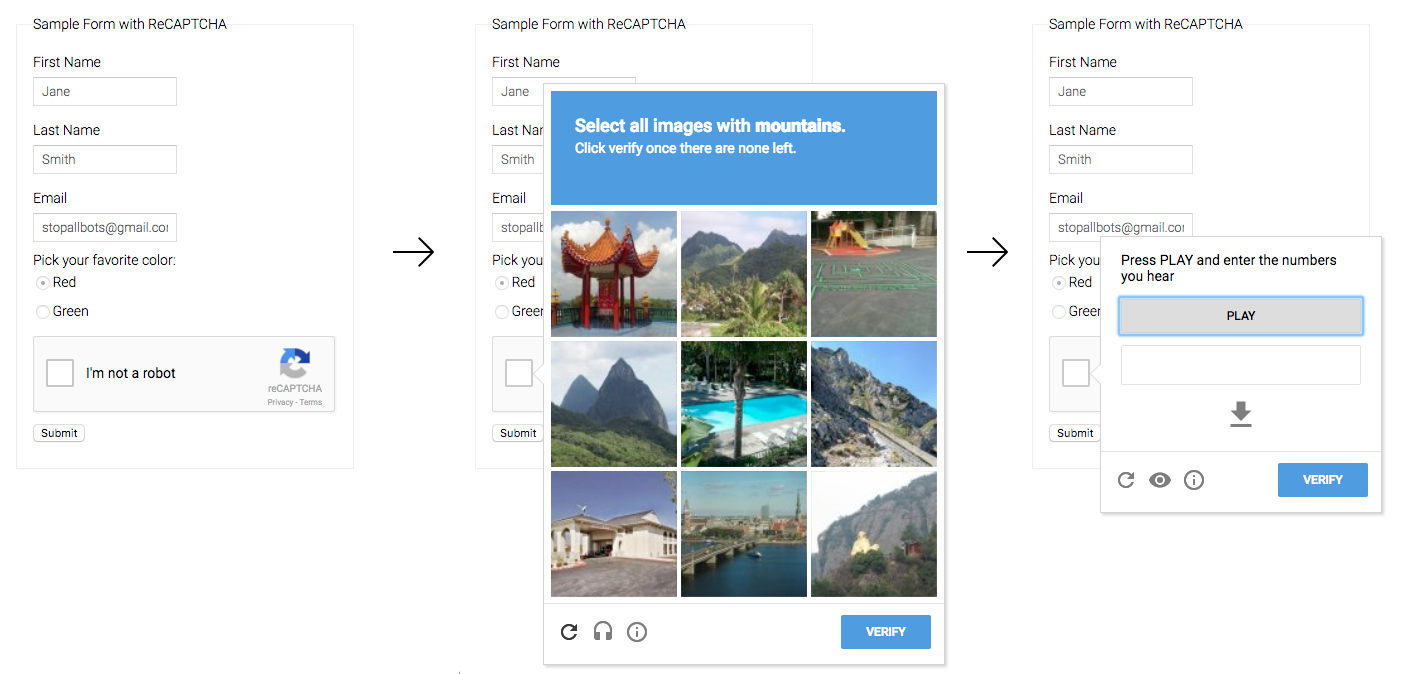 Sample Form with ReCAPTCHA
First Name
Jane
Last Name
Smith
Email
stopallbots@gmail.co
Pick your favorite color:
Red
Green
I'm not a robot
reCAPTCHA
Privacy - Terms
Submit
Sample Form with ReCAPTCHA
First Name
Jane
Last Nar
Smith
Email
stopallb
Pick you
Red
Green
Submit
Select all images with mountains.
Click verify once there are none left.
VERIFY
Sample Form with ReCAPTCHA
First Name
Jane
Last Name
Smith
Email
stopallbots@gmail.co
Pick you
Red
Green
Submit
Press PLAY and enter the numbers
you hear
PLAY
VERIFY